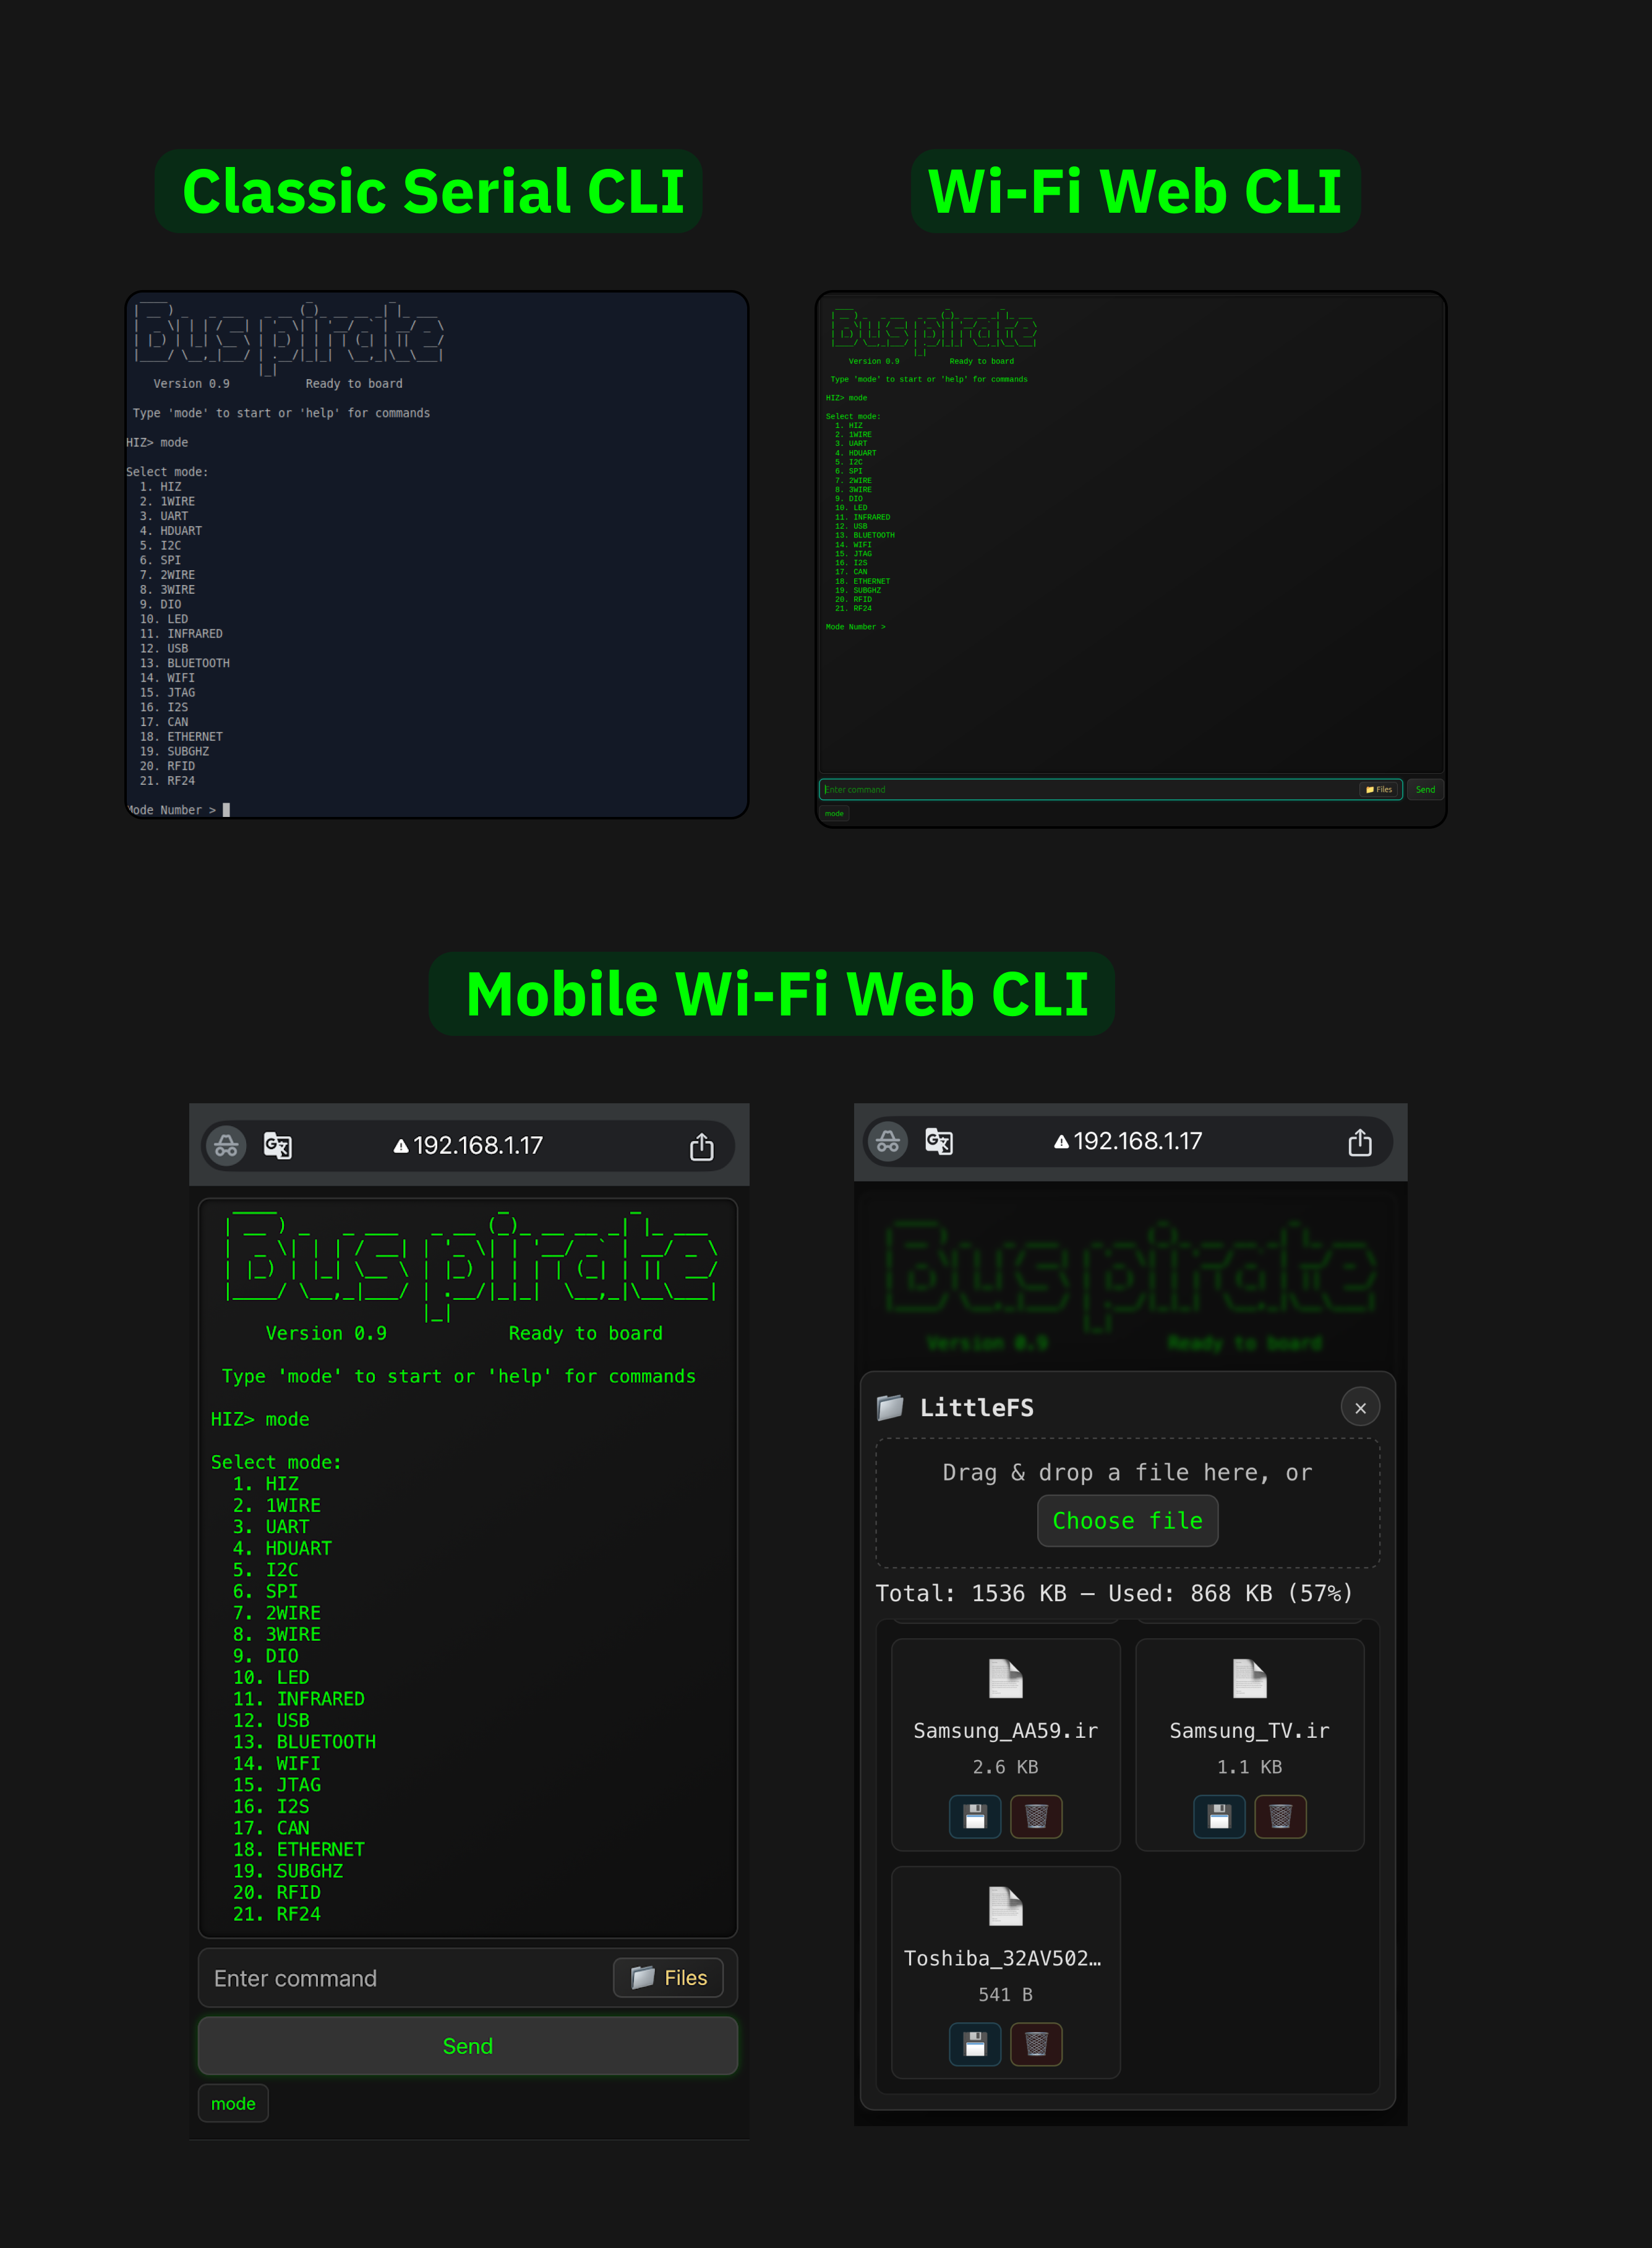 Classic Serial CLI
Wi-Fi Web CLI
Bus pirate
Version 0.9 Ready to board
Type 'mode' to start or 'help' for commands
HIZ> mode
Select mode:
1. HIZ
2. 1WIRE
3. UART
4. HDUART
5. I2C
6. SPI
7. 2WIRE
8. 3WIRE
9. DIO
10. LED
11. INFRARED
12. USB
13. BLUETOOTH
14. WIFI
15. JTAG
16. I2S
17. CAN
18. ETHERNET
19. SUBGHZ
20. RFID
21. RF24
Mode Number >
Bus pirate
Version 0.9 Ready to board
Type 'mode' to start or 'help' for commands
HIZ> mode
Select mode:
1. HIZ
2. 1WIRE
3. UART
4. HDUART
5. I2C
6. SPI
7. 2WIRE
8. 3WIRE
9. DIO
10. LED
11. INFRARED
12. USB
13. BLUETOOTH
14. WIFI
15. JTAG
16. I2S
17. CAN
18. ETHERNET
19. SUBGHZ
20. RFID
21. RF24
Mode Number >
Enter command Files Send
mode
Mobile Wi-Fi Web CLI
192.168.1.17
Bus pirate
Version 0.9 Ready to board
Type 'mode' to start or 'help' for commands
HIZ> mode
Select mode:
1. HIZ
2. 1WIRE
3. UART
4. HDUART
5. I2C
6. SPI
7. 2WIRE
8. 3WIRE
9. DIO
10. LED
11. INFRARED
12. USB
13. BLUETOOTH
14. WIFI
15. JTAG
16. I2S
17. CAN
18. ETHERNET
19. SUBGHZ
20. RFID
21. RF24
Enter command Files
Send
mode
192.168.1.17
Bus pirate
Version 0.9 Ready to board
LittleFS ×
Drag & drop a file here, or
Choose file
Total: 1536 KB — Used: 868 KB (57%)
Samsung_AA59.ir
2.6 KB
Samsung_TV.ir
1.1 KB
Toshiba_32AV502…
541 B